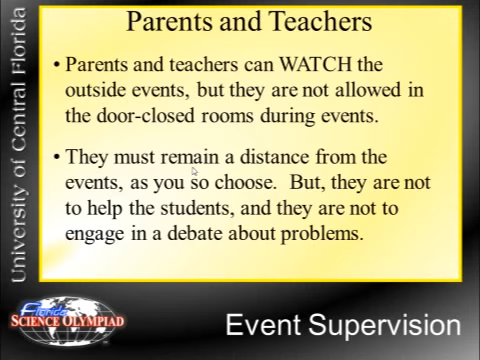 Parents and Teachers
• Parents and teachers can WATCH the
outside events, but they are not allowed in
the door-closed rooms during events.
• They must remain a distance from the
events, as you so choose.  But, they are not
to help the students, and they are not to
engage in a debate about problems.
University of Central Florida
Florida
SCIENCE OLYMPIAD
Event Supervision